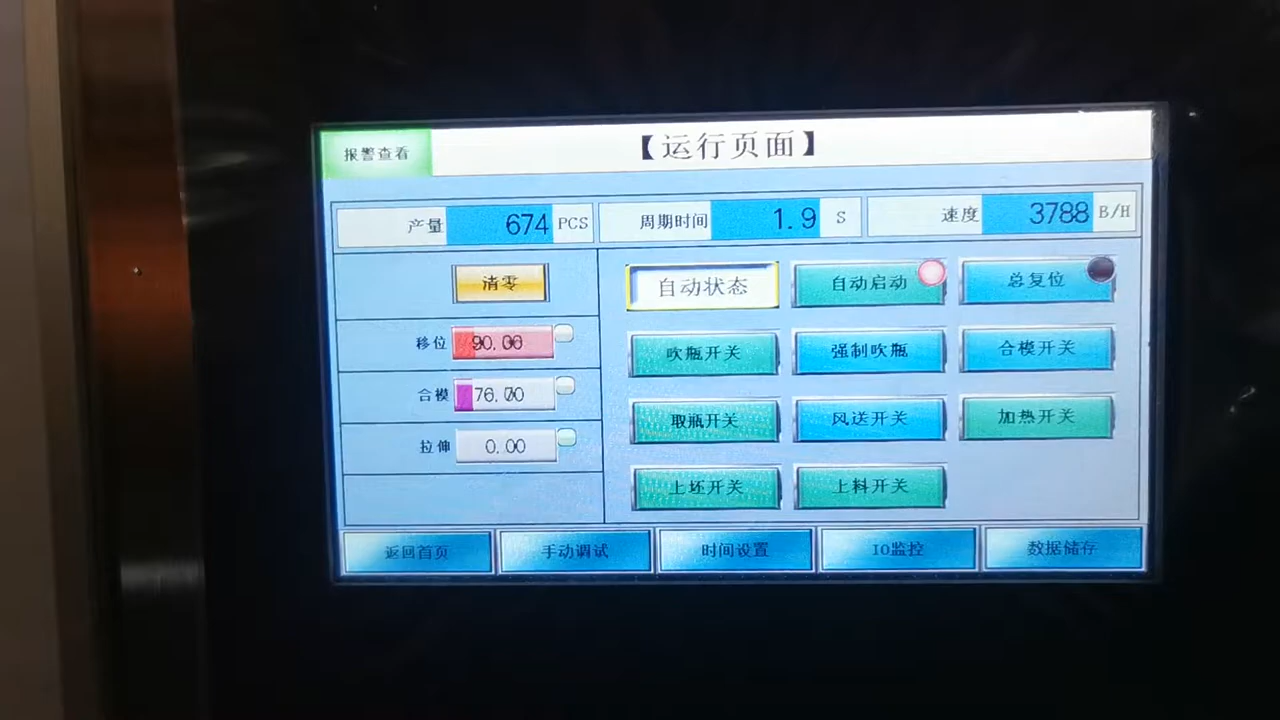 报警查看
【运行页面】
产量 674 PCS 周期时间 1.9 S 速度 3788 B/H
清零
自动状态 自动启动 总复位
移位 90.00
吹瓶开关 强制吹瓶 合模开关
合模 76.70
取瓶开关 风送开关 加热开关
拉伸 0.00
上坯开关 上料开关
返回首页 手动调试 时间设置 IO监控 数据储存